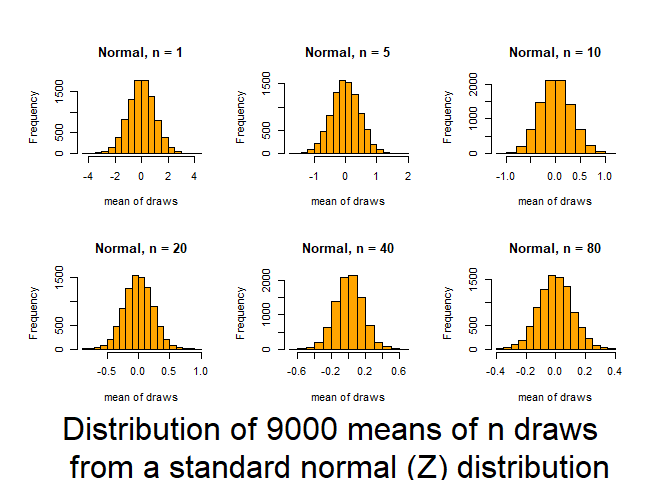 Normal, n = 1
Frequency
0 500 1500
-4 -2 0 2 4
mean of draws
Normal, n = 5
Frequency
0 500 1500
-1 0 1 2
mean of draws
Normal, n = 10
Frequency
0 1000 2000
-1.0 0.0 0.5 1.0
mean of draws
Normal, n = 20
Frequency
0 500 1500
-0.5 0.0 0.5 1.0
mean of draws
Normal, n = 40
Frequency
0 1000 2000
-0.6 -0.2 0.2 0.6
mean of draws
Normal, n = 80
Frequency
0 500 1500
-0.4 -0.2 0.0 0.2 0.4
mean of draws
Distribution of 9000 means of n draws
from a standard normal (Z) distribution